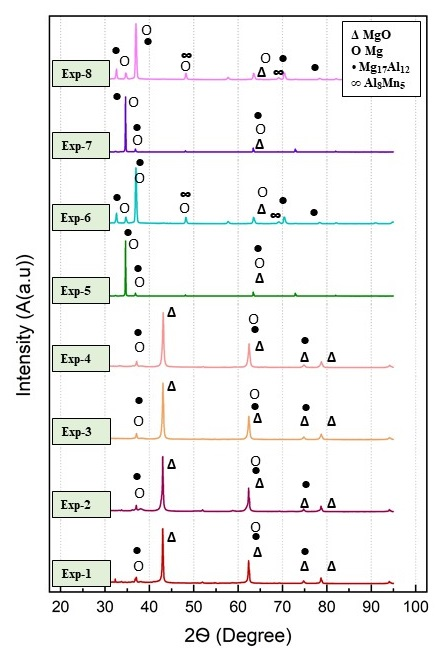 Δ MgO
O Mg
• Mg17Al12
∞ Al8Mn5
Exp-8
Exp-7
Exp-6
Exp-5
Exp-4
Exp-3
Exp-2
Exp-1
Intensity (A(a.u))
20 30 40 50 60 70 80 90 100
2Θ (Degree)